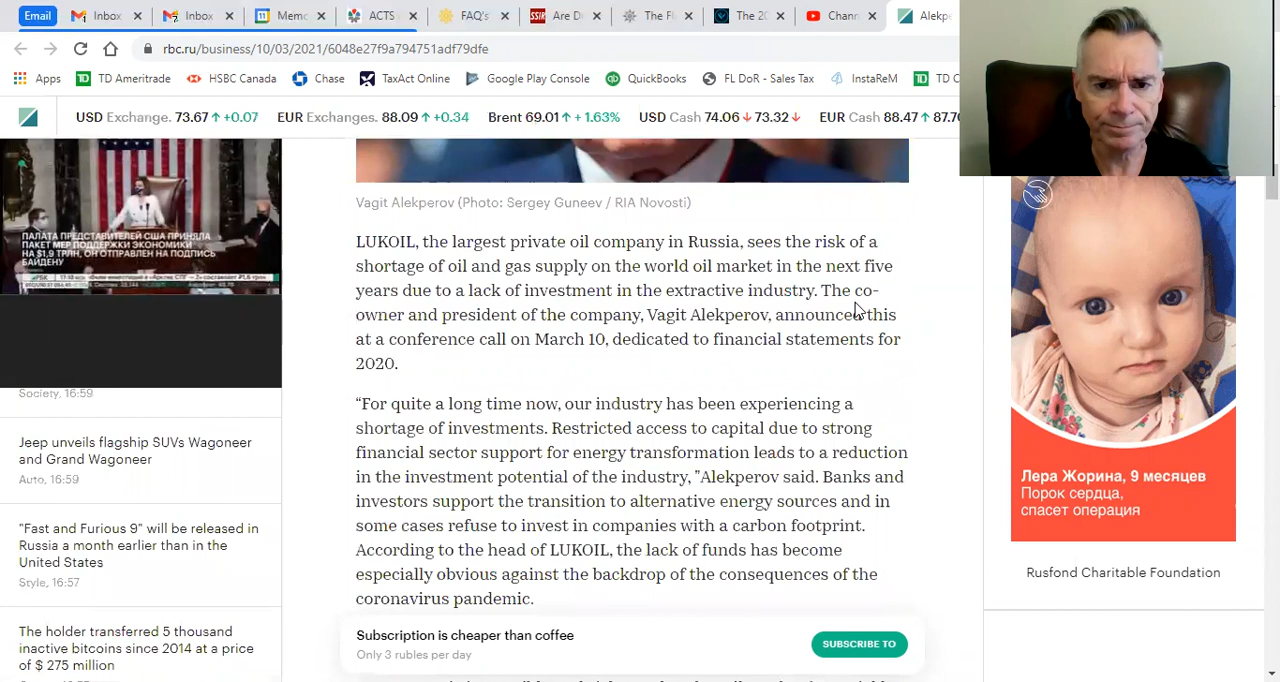 Email
Inbox
Inbox
Memo
ACTS
FAQ's
SSIR
Are D
The Fl
The 20
Chann
Alekp
rbc.ru/business/10/03/2021/6048e27f9a794751adf79dfe
Apps
TD Ameritrade
HSBC Canada
Chase
TaxAct Online
Google Play Console
QuickBooks
FL DoR - Sales Tax
InstaReM
TD C
USD Exchange. 73.67 ↑ +0.07
EUR Exchanges. 88.09 ↑ +0.34
Brent 69.01 ↑ + 1.63%
USD Cash 74.06 ↓ 73.32 ↓
EUR Cash 88.47 ↑ 87.70
ПАЛАТА ПРЕДСТАВИТЕЛЕЙ США ПРИНЯЛА
ПАКЕТ МЕР ПОДДЕРЖКИ ЭКОНОМИКИ
НА $1,9 ТРЛН, ОН ОТПРАВЛЕН НА ПОДПИСЬ
БАЙДЕНУ
Society, 16:59
Jeep unveils flagship SUVs Wagoneer
and Grand Wagoneer
Auto, 16:59
"Fast and Furious 9" will be released in
Russia a month earlier than in the
United States
Style, 16:57
The holder transferred 5 thousand
inactive bitcoins since 2014 at a price
of $ 275 million
Vagit Alekperov (Photo: Sergey Guneev / RIA Novosti)
LUKOIL, the largest private oil company in Russia, sees the risk of a
shortage of oil and gas supply on the world oil market in the next five
years due to a lack of investment in the extractive industry. The co-
owner and president of the company, Vagit Alekperov, announced this
at a conference call on March 10, dedicated to financial statements for
2020.
“For quite a long time now, our industry has been experiencing a
shortage of investments. Restricted access to capital due to strong
financial sector support for energy transformation leads to a reduction
in the investment potential of the industry, ”Alekperov said. Banks and
investors support the transition to alternative energy sources and in
some cases refuse to invest in companies with a carbon footprint.
According to the head of LUKOIL, the lack of funds has become
especially obvious against the backdrop of the consequences of the
coronavirus pandemic.
Subscription is cheaper than coffee
Only 3 rubles per day
SUBSCRIBE TO
Лера Жорина, 9 месяцев
Порок сердца,
спасет операция
Rusfond Charitable Foundation